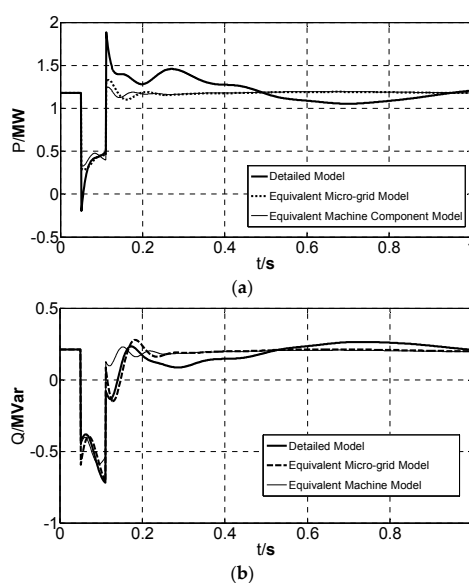 2
1.5
1
0.5
0
-0.5
P/MW
0 0.2 0.4 0.6 0.8
t/s
Detailed Model
Equivalent Micro-grid Model
Equivalent Machine Component Model
(a)
0.5
0
-0.5
-1
Q/MVar
0 0.2 0.4 0.6 0.8
t/s
Detailed Model
Equivalent Micro-grid Model
Equivalent Machine Model
(b)